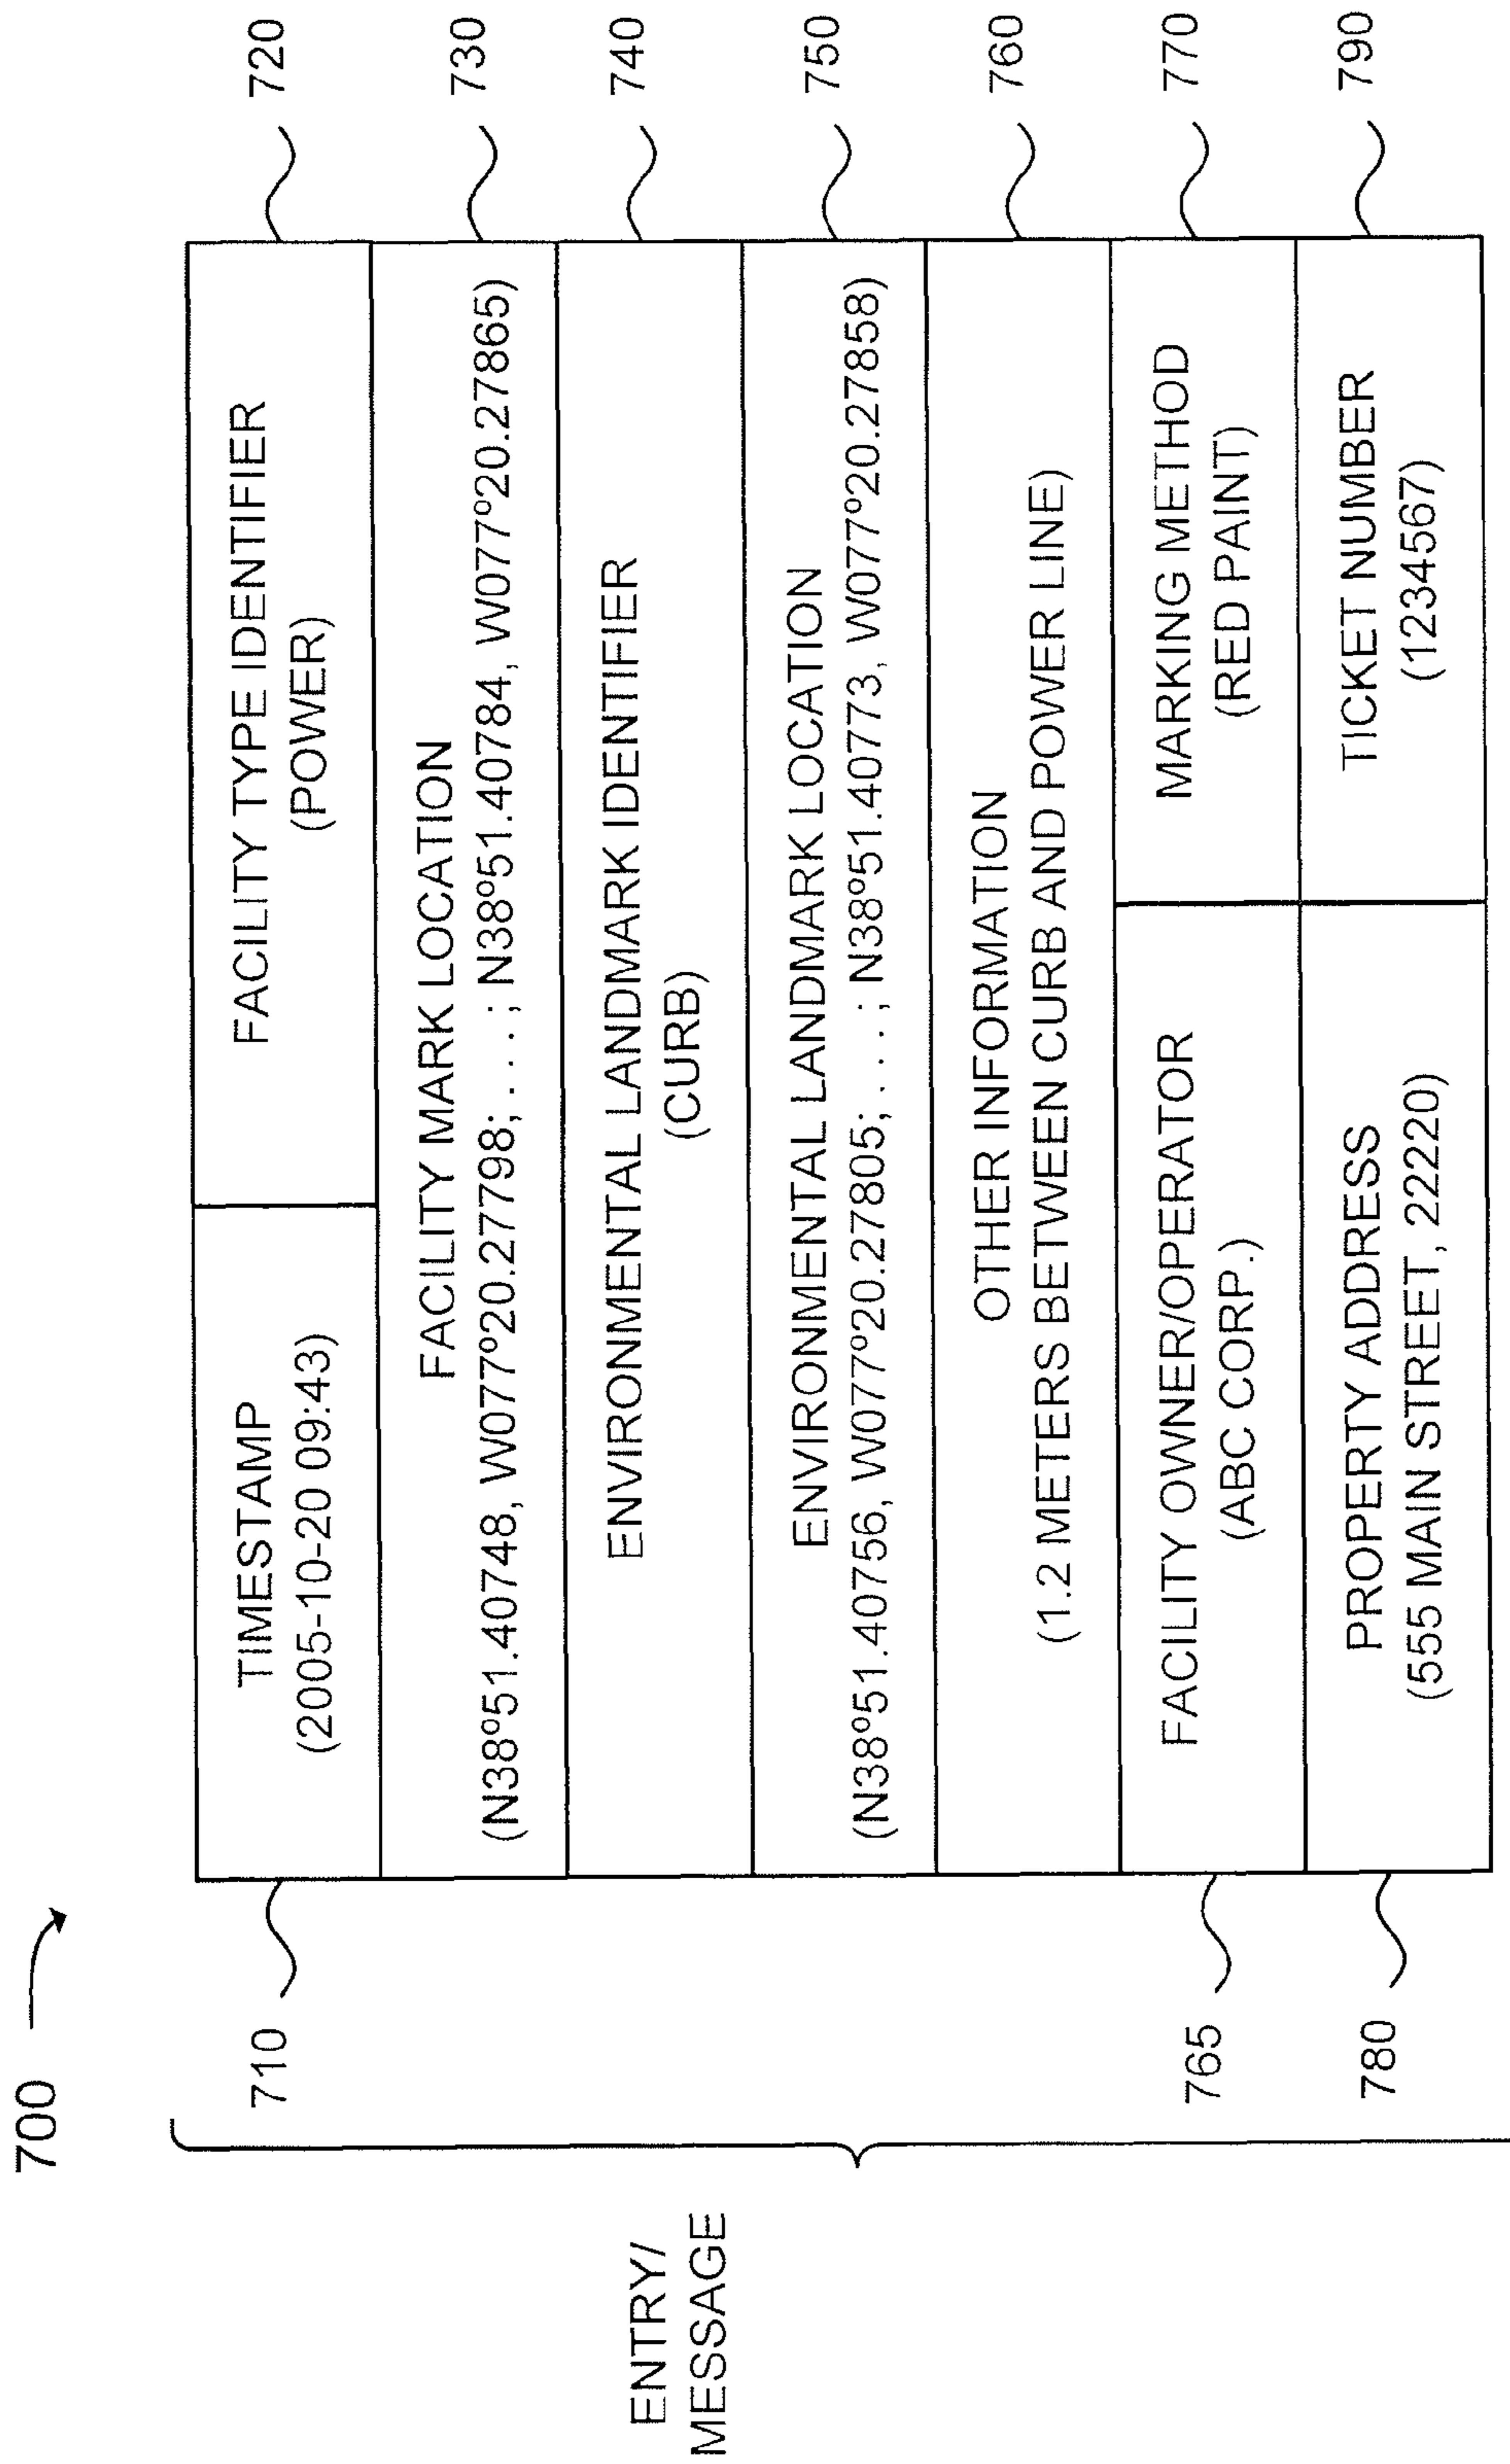 700
ENTRY/
MESSAGE
710
TIMESTAMP
(2005-10-20 09:43)
FACILITY TYPE IDENTIFIER
(POWER)
720
FACILITY MARK LOCATION
(N38°51.40748, W077°20.27798; . . . ; N38°51.40784, W077°20.27865)
730
ENVIRONMENTAL LANDMARK IDENTIFIER
(CURB)
740
ENVIRONMENTAL LANDMARK LOCATION
(N38°51.40756, W077°20.27805; . . . ; N38°51.40773, W077°20.27858)
750
OTHER INFORMATION
(1.2 METERS BETWEEN CURB AND POWER LINE)
760
765
FACILITY OWNER/OPERATOR
(ABC CORP.)
MARKING METHOD
(RED PAINT)
770
780
PROPERTY ADDRESS
(555 MAIN STREET, 22220)
TICKET NUMBER
(1234567)
790